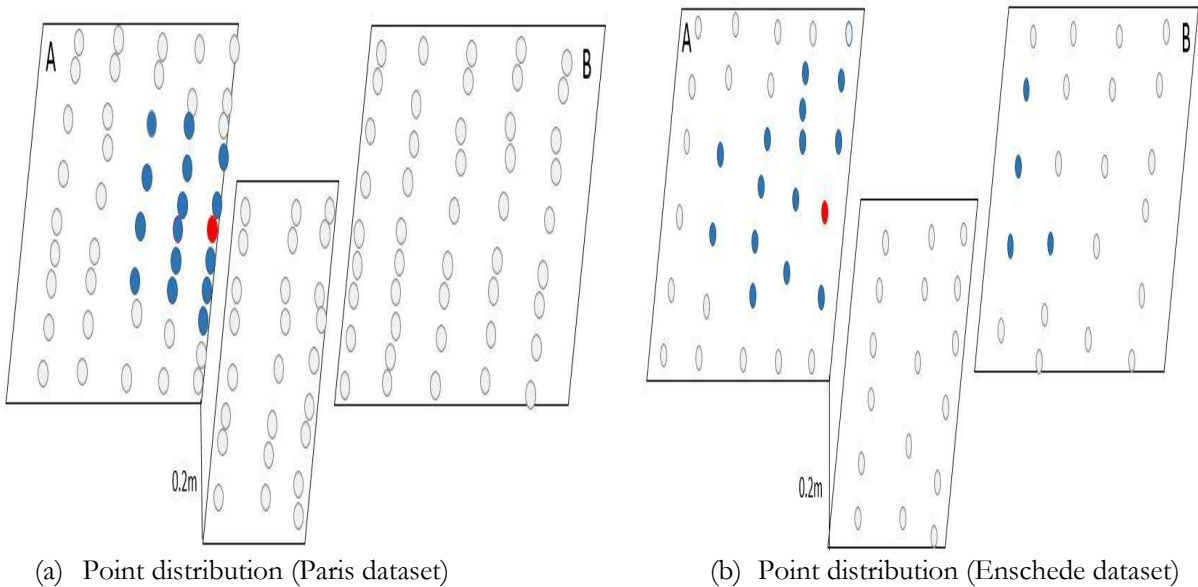 A
B
0.2m
A
B
0.2m
(a) Point distribution (Paris dataset)
(b) Point distribution (Enschede dataset)